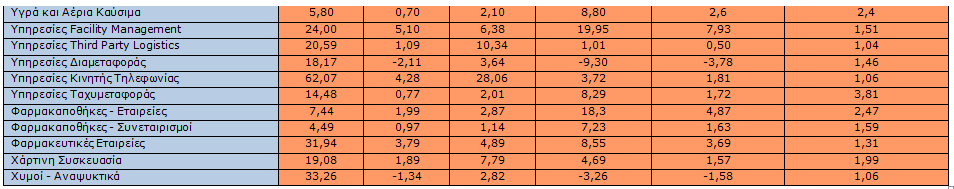 Υγρά και Αέρια Καύσιμα 5,80 0,70 2,10 8,80 2,6 2,4
Υπηρεσίες Facility Management 24,00 5,10 6,38 19,95 7,93 1,51
Υπηρεσίες Third Party Logistics 20,59 1,09 10,34 1,01 0,50 1,04
Υπηρεσίες Διαμεταφοράς 18,17 -2,11 3,64 -9,30 -3,78 1,46
Υπηρεσίες Κινητής Τηλεφωνίας 62,07 4,28 28,06 3,72 1,81 1,06
Υπηρεσίες Ταχυμεταφοράς 14,48 0,77 2,01 8,29 1,72 3,81
Φαρμακαποθήκες - Εταιρείες 7,44 1,99 2,87 18,3 4,87 2,47
Φαρμακαποθήκες - Συνεταιρισμοί 4,49 0,97 1,14 7,23 1,63 1,59
Φαρμακευτικές Εταιρείες 31,94 3,79 4,89 8,55 3,69 1,31
Χάρτινη Συσκευασία 19,08 1,89 7,79 4,69 1,57 1,99
Χυμοί - Αναψυκτικά 33,26 -1,34 2,82 -3,26 -1,58 1,06